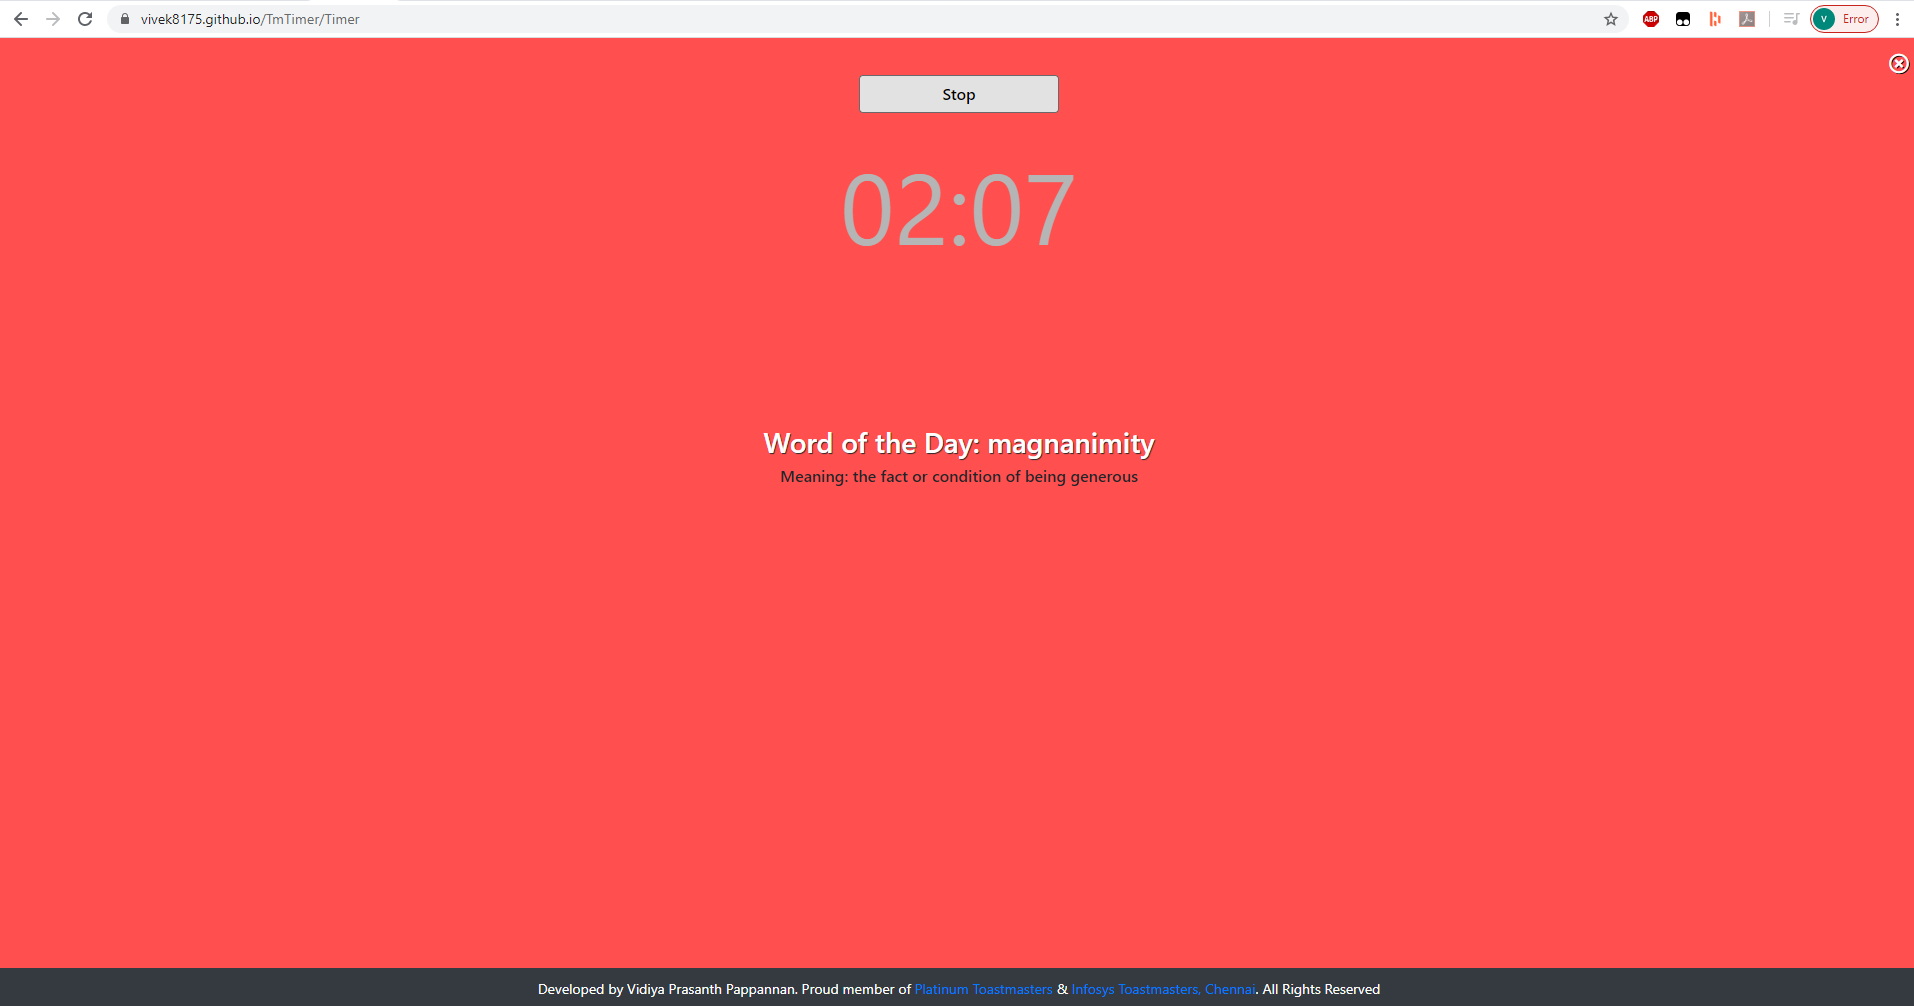 vivek8175.github.io/TmTimer/Timer
ABP
V
Error
Stop
02:07
Word of the Day: magnanimity
Meaning: the fact or condition of being generous
Developed by Vidiya Prasanth Pappannan. Proud member of Platinum Toastmasters & Infosys Toastmasters, Chennai. All Rights Reserved